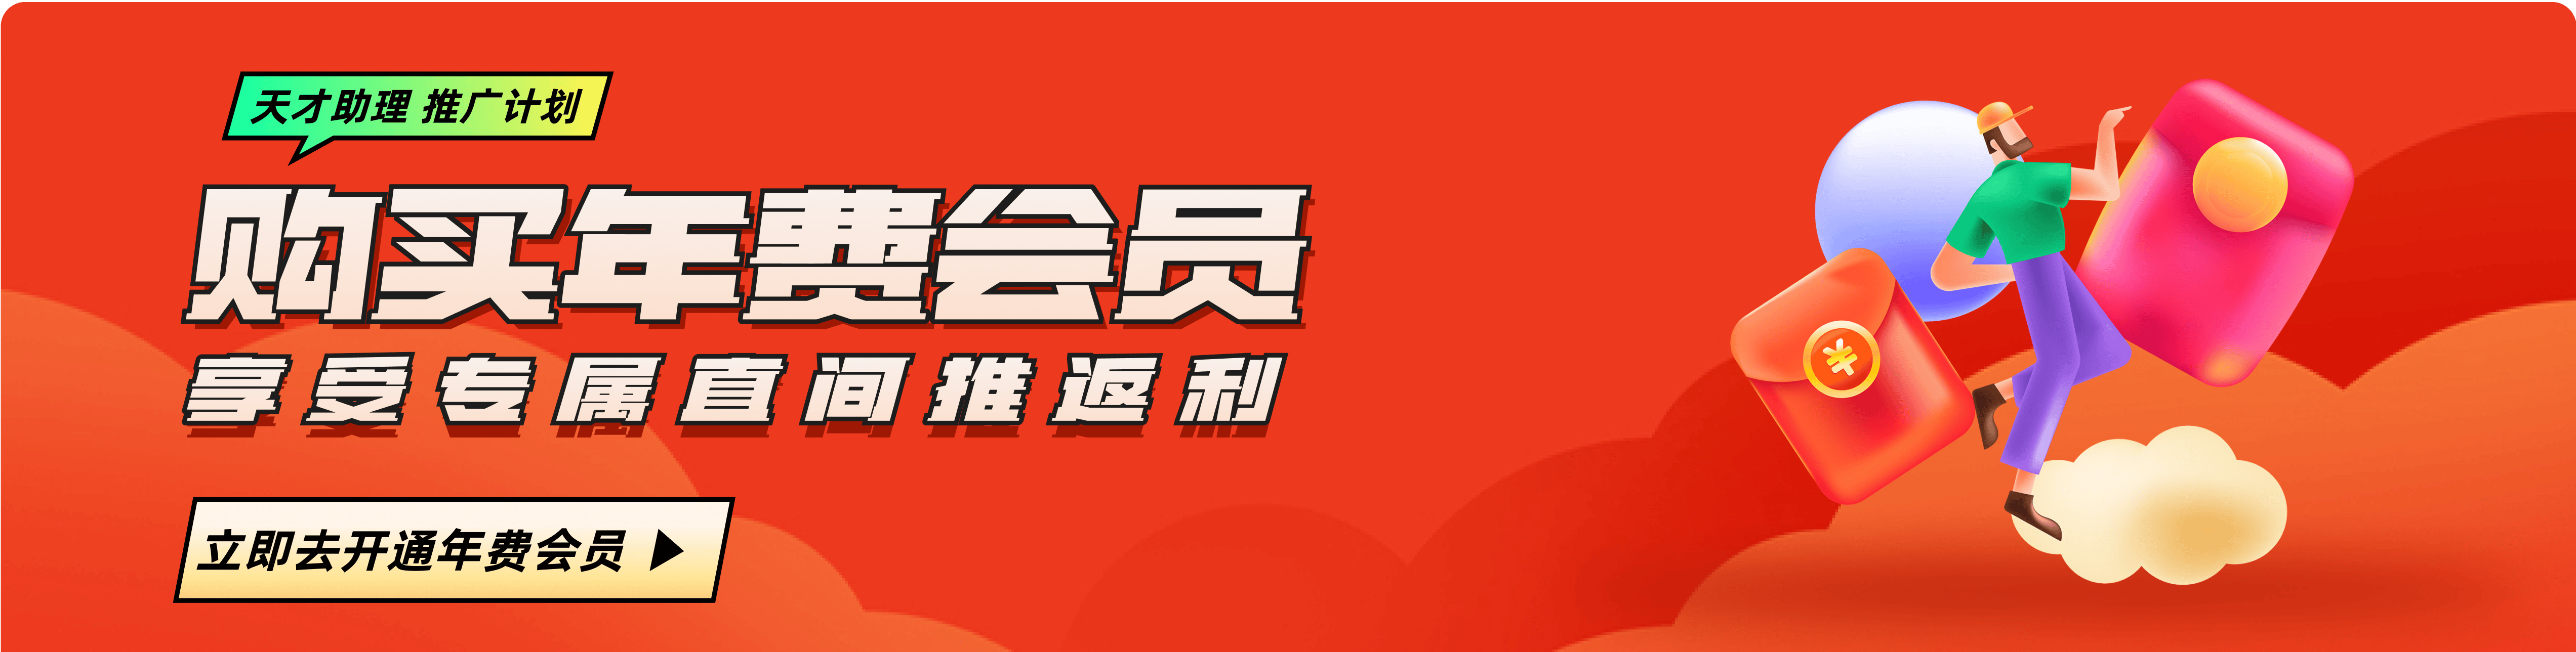 天才助理 推广计划
购买年费会员
享受专属直间推返利
立即去开通年费会员